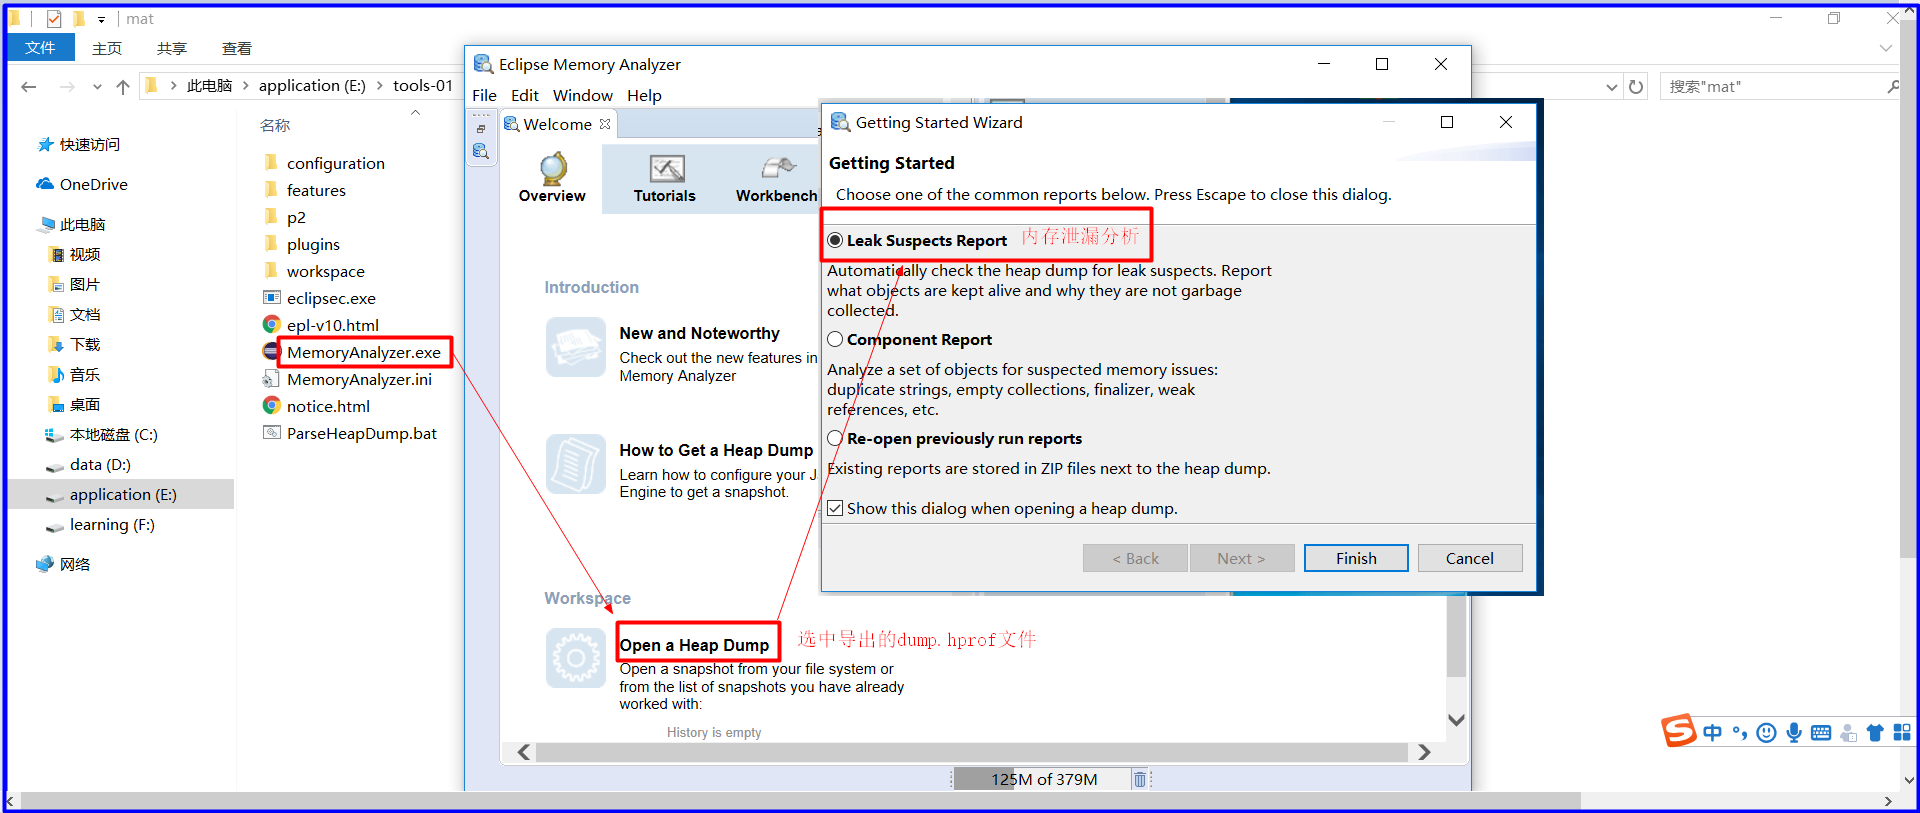 mat
文件 主页 共享 查看
此电脑 application (E:) tools-01
搜索"mat"
名称
快速访问
OneDrive
此电脑
视频
图片
文档
下载
音乐
桌面
本地磁盘 (C:)
data (D:)
application (E:)
learning (F:)
网络
configuration
features
p2
plugins
workspace
eclipsec.exe
epl-v10.html
MemoryAnalyzer.exe
MemoryAnalyzer.ini
notice.html
ParseHeapDump.bat
Eclipse Memory Analyzer
File Edit Window Help
Welcome
Overview Tutorials Workbench
Introduction
New and Noteworthy
Check out the new features in
Memory Analyzer
How to Get a Heap Dump
Learn how to configure your J
Engine to get a snapshot.
Workspace
Open a Heap Dump 选中导出的dump.hprof文件
Open a snapshot from your file system or
from the list of snapshots you have already
worked with:
History is empty
125M of 379M
Getting Started Wizard
Getting Started
Choose one of the common reports below. Press Escape to close this dialog.
Leak Suspects Report 内存泄漏分析
Automatically check the heap dump for leak suspects. Report
what objects are kept alive and why they are not garbage
collected.
Component Report
Analyze a set of objects for suspected memory issues:
duplicate strings, empty collections, finalizer, weak
references, etc.
Re-open previously run reports
Existing reports are stored in ZIP files next to the heap dump.
Show this dialog when opening a heap dump.
< Back Next > Finish Cancel
S 中